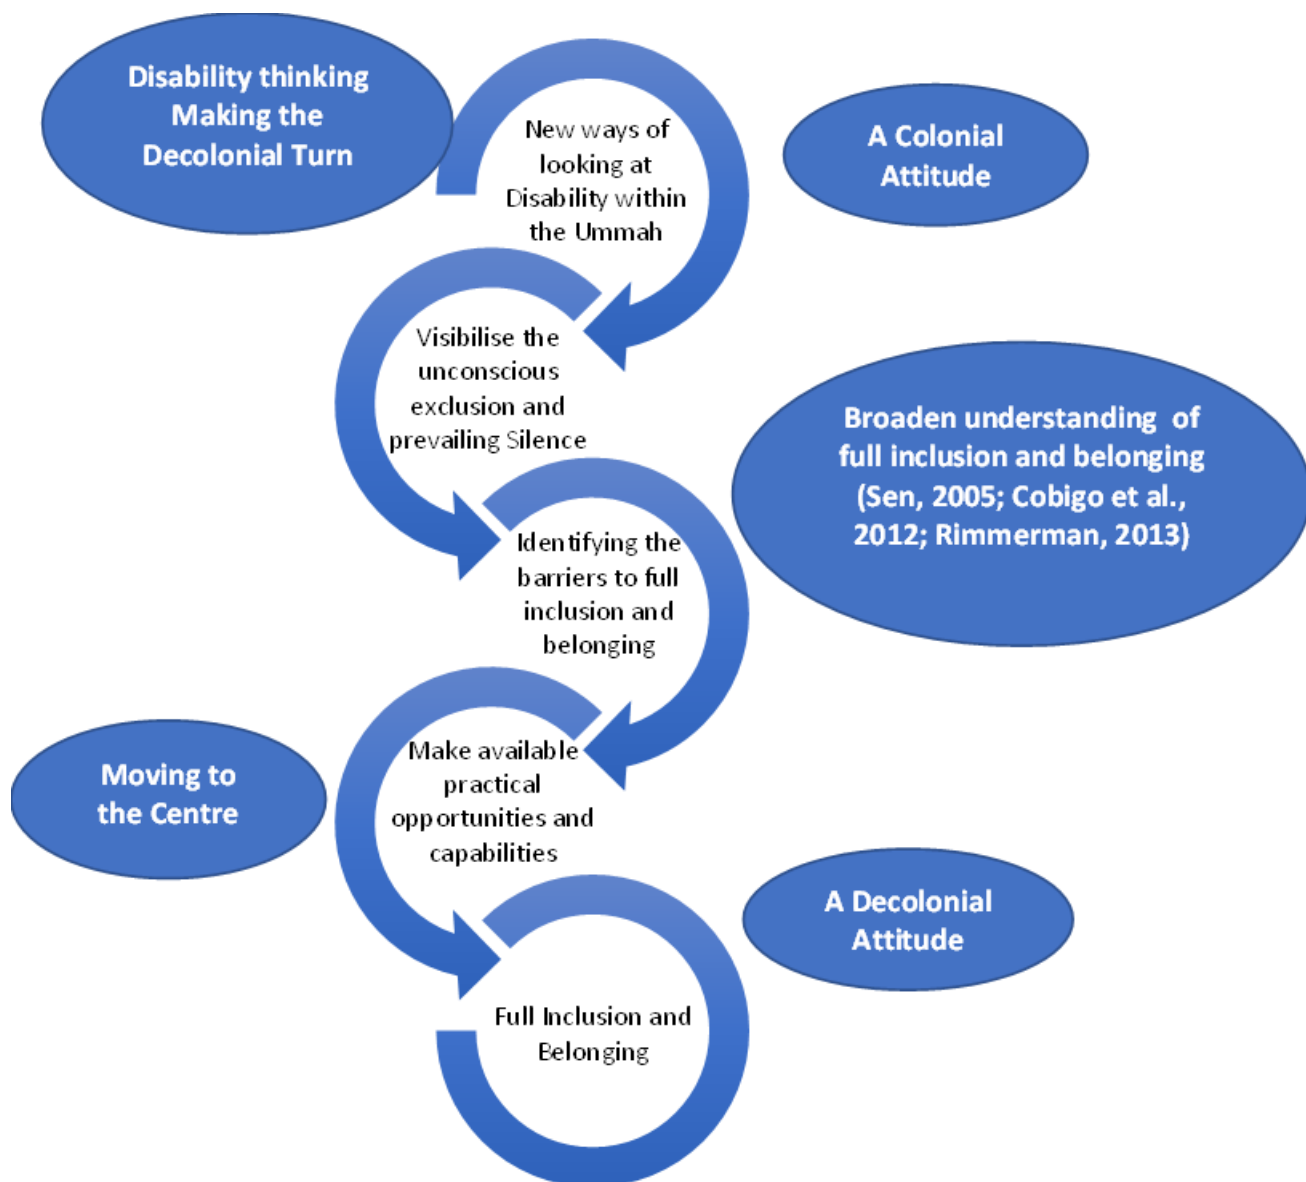 Disability thinking
Making the
Decolonial Turn
New ways of
looking at
Disability within
the Ummah
A Colonial
Attitude
Visibilise the
unconscious
exclusion and
prevailing Silence
Broaden understanding of
full inclusion and belonging
(Sen, 2005; Cobigo et al.,
2012; Rimmerman, 2013)
Identifying the
barriers to full
inclusion and
belonging
Moving to
the Centre
Make available
practical
opportunities and
capabilities
A Decolonial
Attitude
Full Inclusion and
Belonging